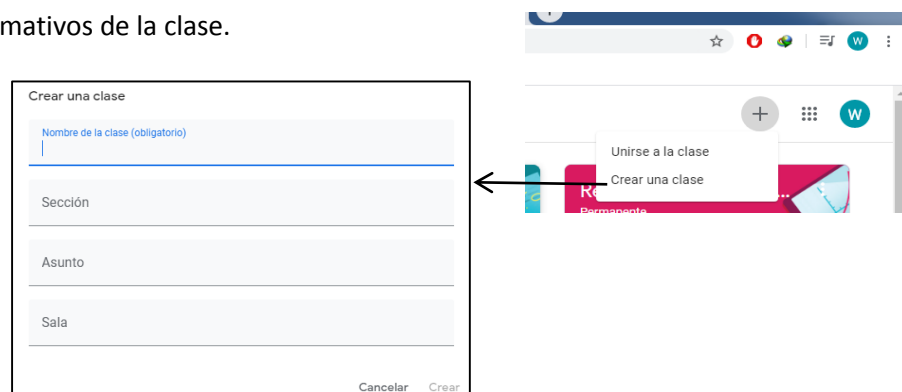 mativos de la clase.
Crear una clase
Nombre de la clase (obligatorio)
Sección
Asunto
Sala
Cancelar Crear
W
W
Unirse a la clase
Crear una clase
Re...
Permanente